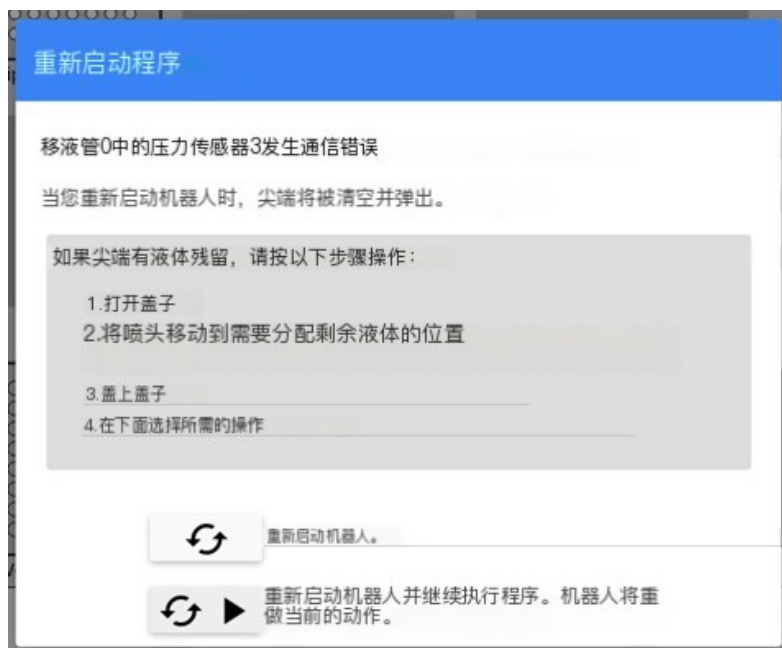 重新启动程序
移液管0中的压力传感器3发生通信错误
当您重新启动机器人时，尖端将被清空并弹出。
如果尖端有液体残留，请按以下步骤操作：
1.打开盖子
2.将喷头移动到需要分配剩余液体的位置
3.盖上盖子
4.在下面选择所需的操作
重新启动机器人。
重新启动机器人并继续执行程序。机器人将重
做当前的动作。